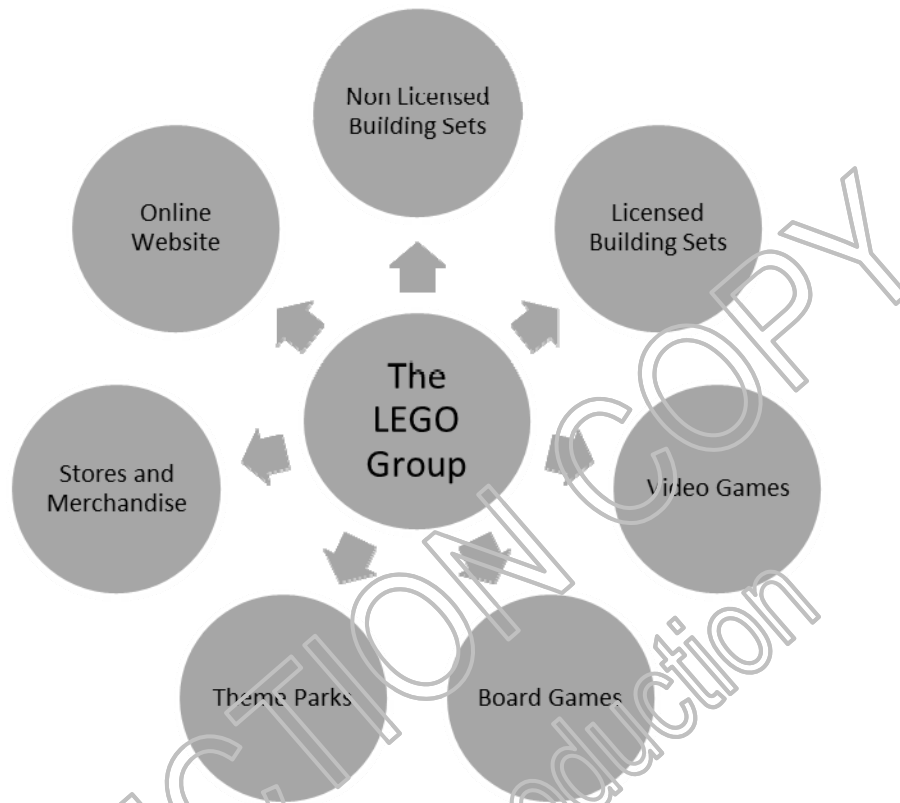 Non Licensed
Building Sets
Online
Website
Licensed
Building Sets
The
LEGO
Group
Stores and
Merchandise
Video Games
Theme Parks
Board Games
COPY